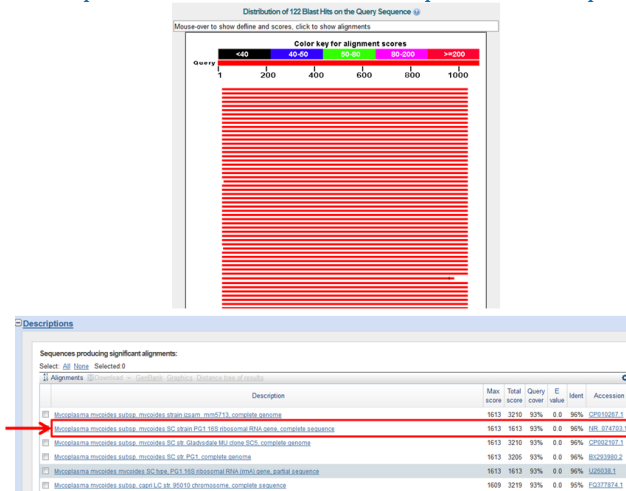 Distribution of 122 Blast Hits on the Query Sequence
Mouse-over to show defline and scores, click to show alignments
Color key for alignment scores
<40 40-50 50-80 80-200 >=200
Query
1 200 400 600 800 1000
Descriptions
Sequences producing significant alignments:
Select: All None Selected:0
Alignments Download GenBank Graphics Distance tree of results
Description Max score Total score Query cover E value Ident Accession
Mycoplasma mycoides subsp. mycoides strain izsam_mm5713, complete genome 1613 3210 93% 0.0 96% CP010267.1
Mycoplasma mycoides subsp. mycoides SC strain PG1 16S ribosomal RNA gene, complete sequence 1613 1613 93% 0.0 96% NR_074703.1
Mycoplasma mycoides subsp. mycoides SC str. Gladysdale MU clone SC5, complete genome 1613 3210 93% 0.0 96% CP002107.1
Mycoplasma mycoides subsp. mycoides SC str. PG1, complete genome 1613 3205 93% 0.0 96% BX293980.2
Mycoplasma mycoides mycoides SC type, PG1 16S ribosomal RNA (rrnA) gene, partial sequence 1613 1613 93% 0.0 96% U26038.1
Mycoplasma mycoides subsp. capri LC str. 95010 chromosome, complete sequence 1609 3219 93% 0.0 95% FQ377874.1